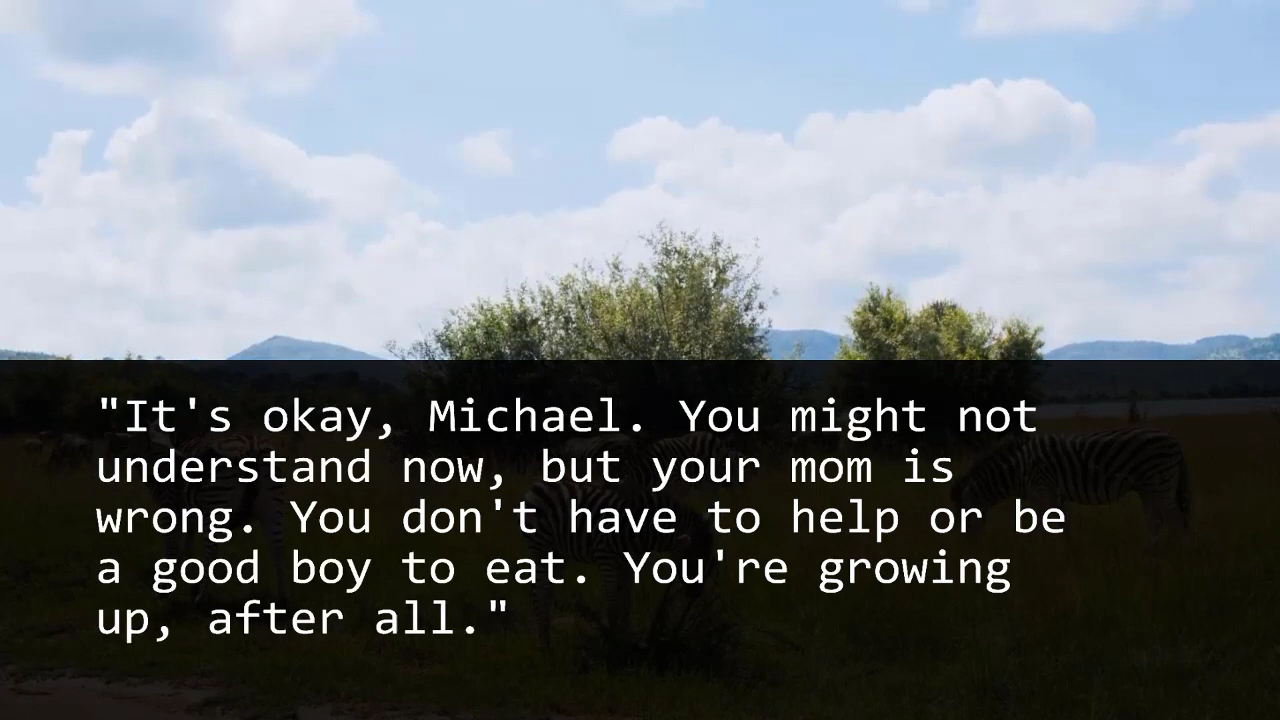 "It's okay, Michael. You might not
understand now, but your mom is
wrong. You don't have to help or be
a good boy to eat. You're growing
up, after all."